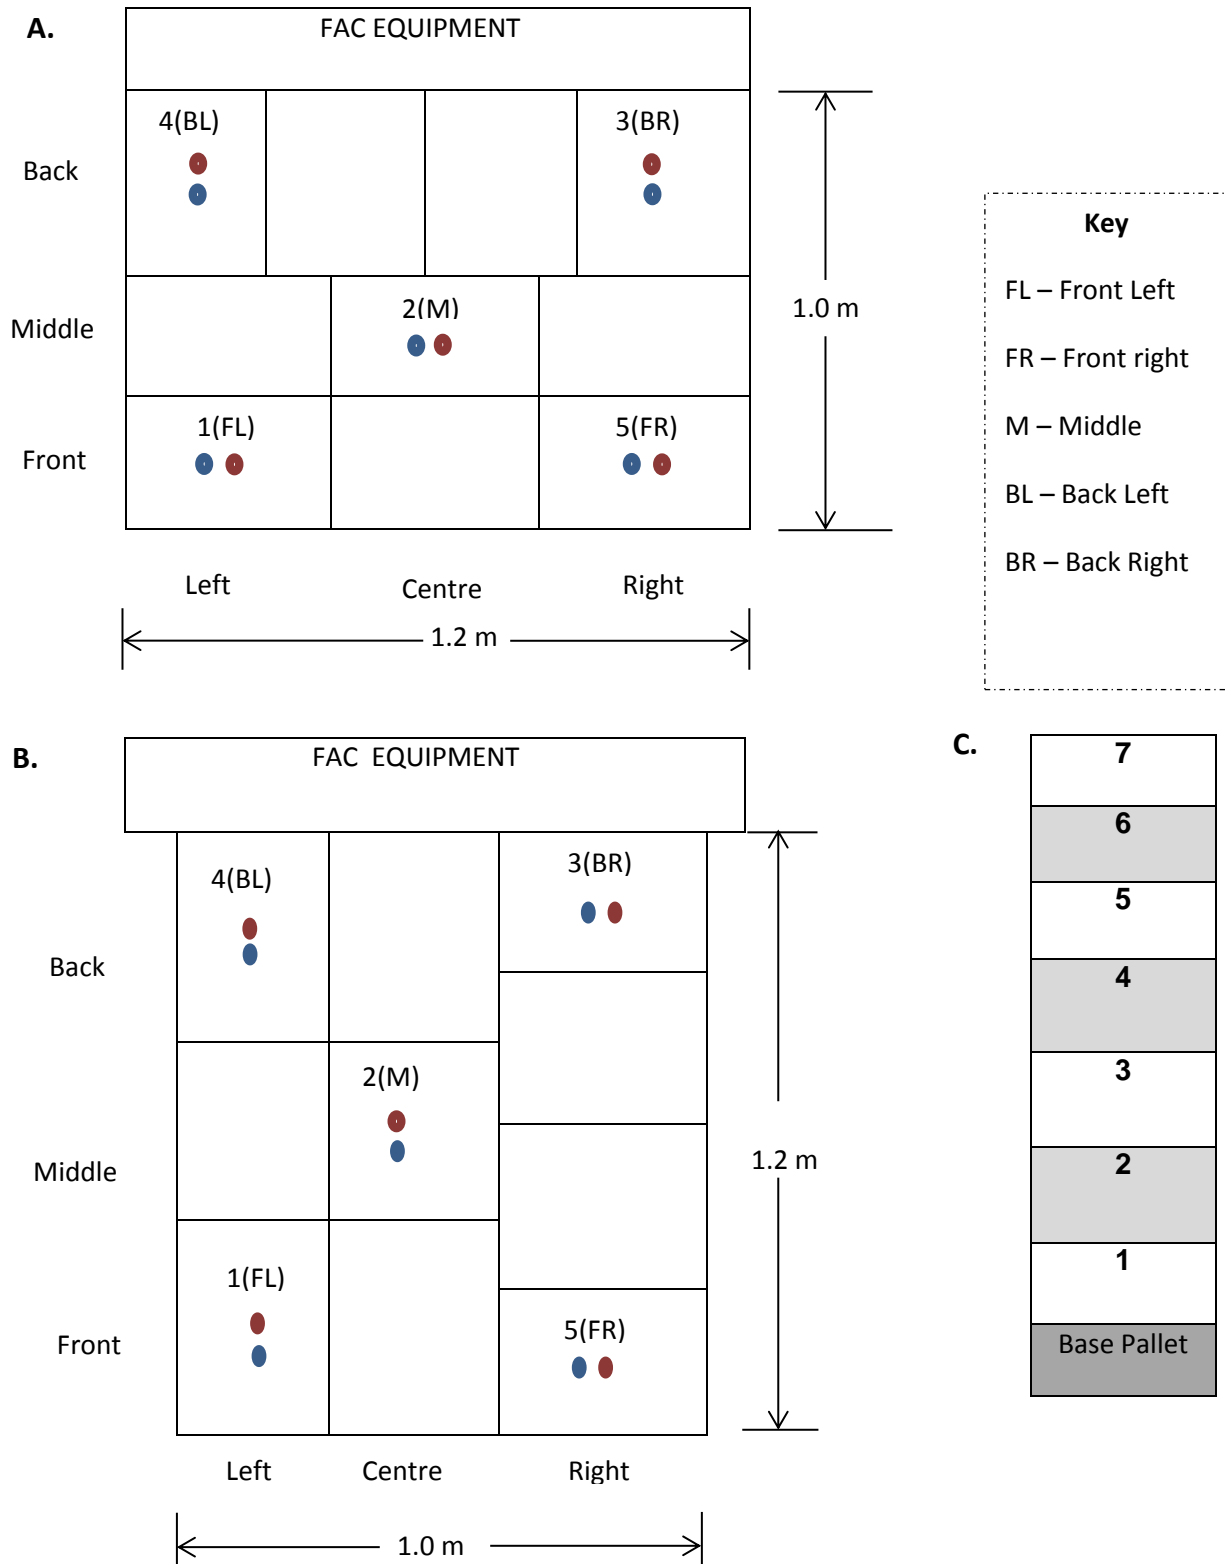 A.
FAC EQUIPMENT
4(BL)
3(BR)
Back
Key
FL – Front Left
2(M)
1.0 m
Middle
FR – Front right
1(FL)
5(FR)
M – Middle
Front
BL – Back Left
BR – Back Right
Left
Centre
Right
1.2 m
B.
FAC EQUIPMENT
4(BL)
3(BR)
Back
2(M)
Middle
1.2 m
1(FL)
5(FR)
Front
Left
Centre
Right
1.0 m
C.
7
6
5
4
3
2
1
Base Pallet